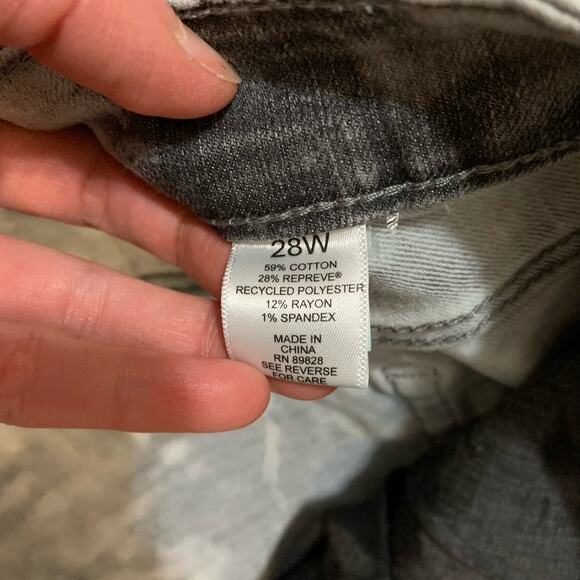 28W
59% COTTON
28% REPREVE®
RECYCLED POLYESTER
12% RAYON
1% SPANDEX
MADE IN
CHINA
RN 89828
SEE REVERSE
FOR CARE